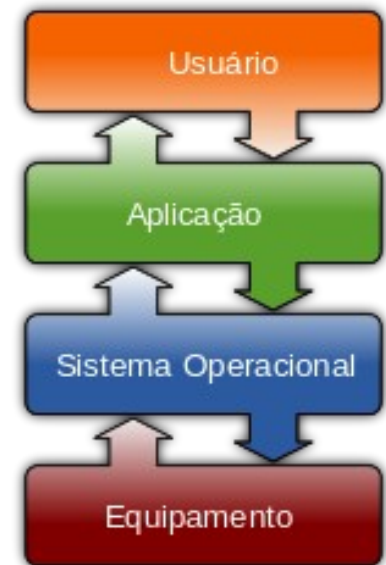 Usuário
Aplicação
Sistema Operacional
Equipamento